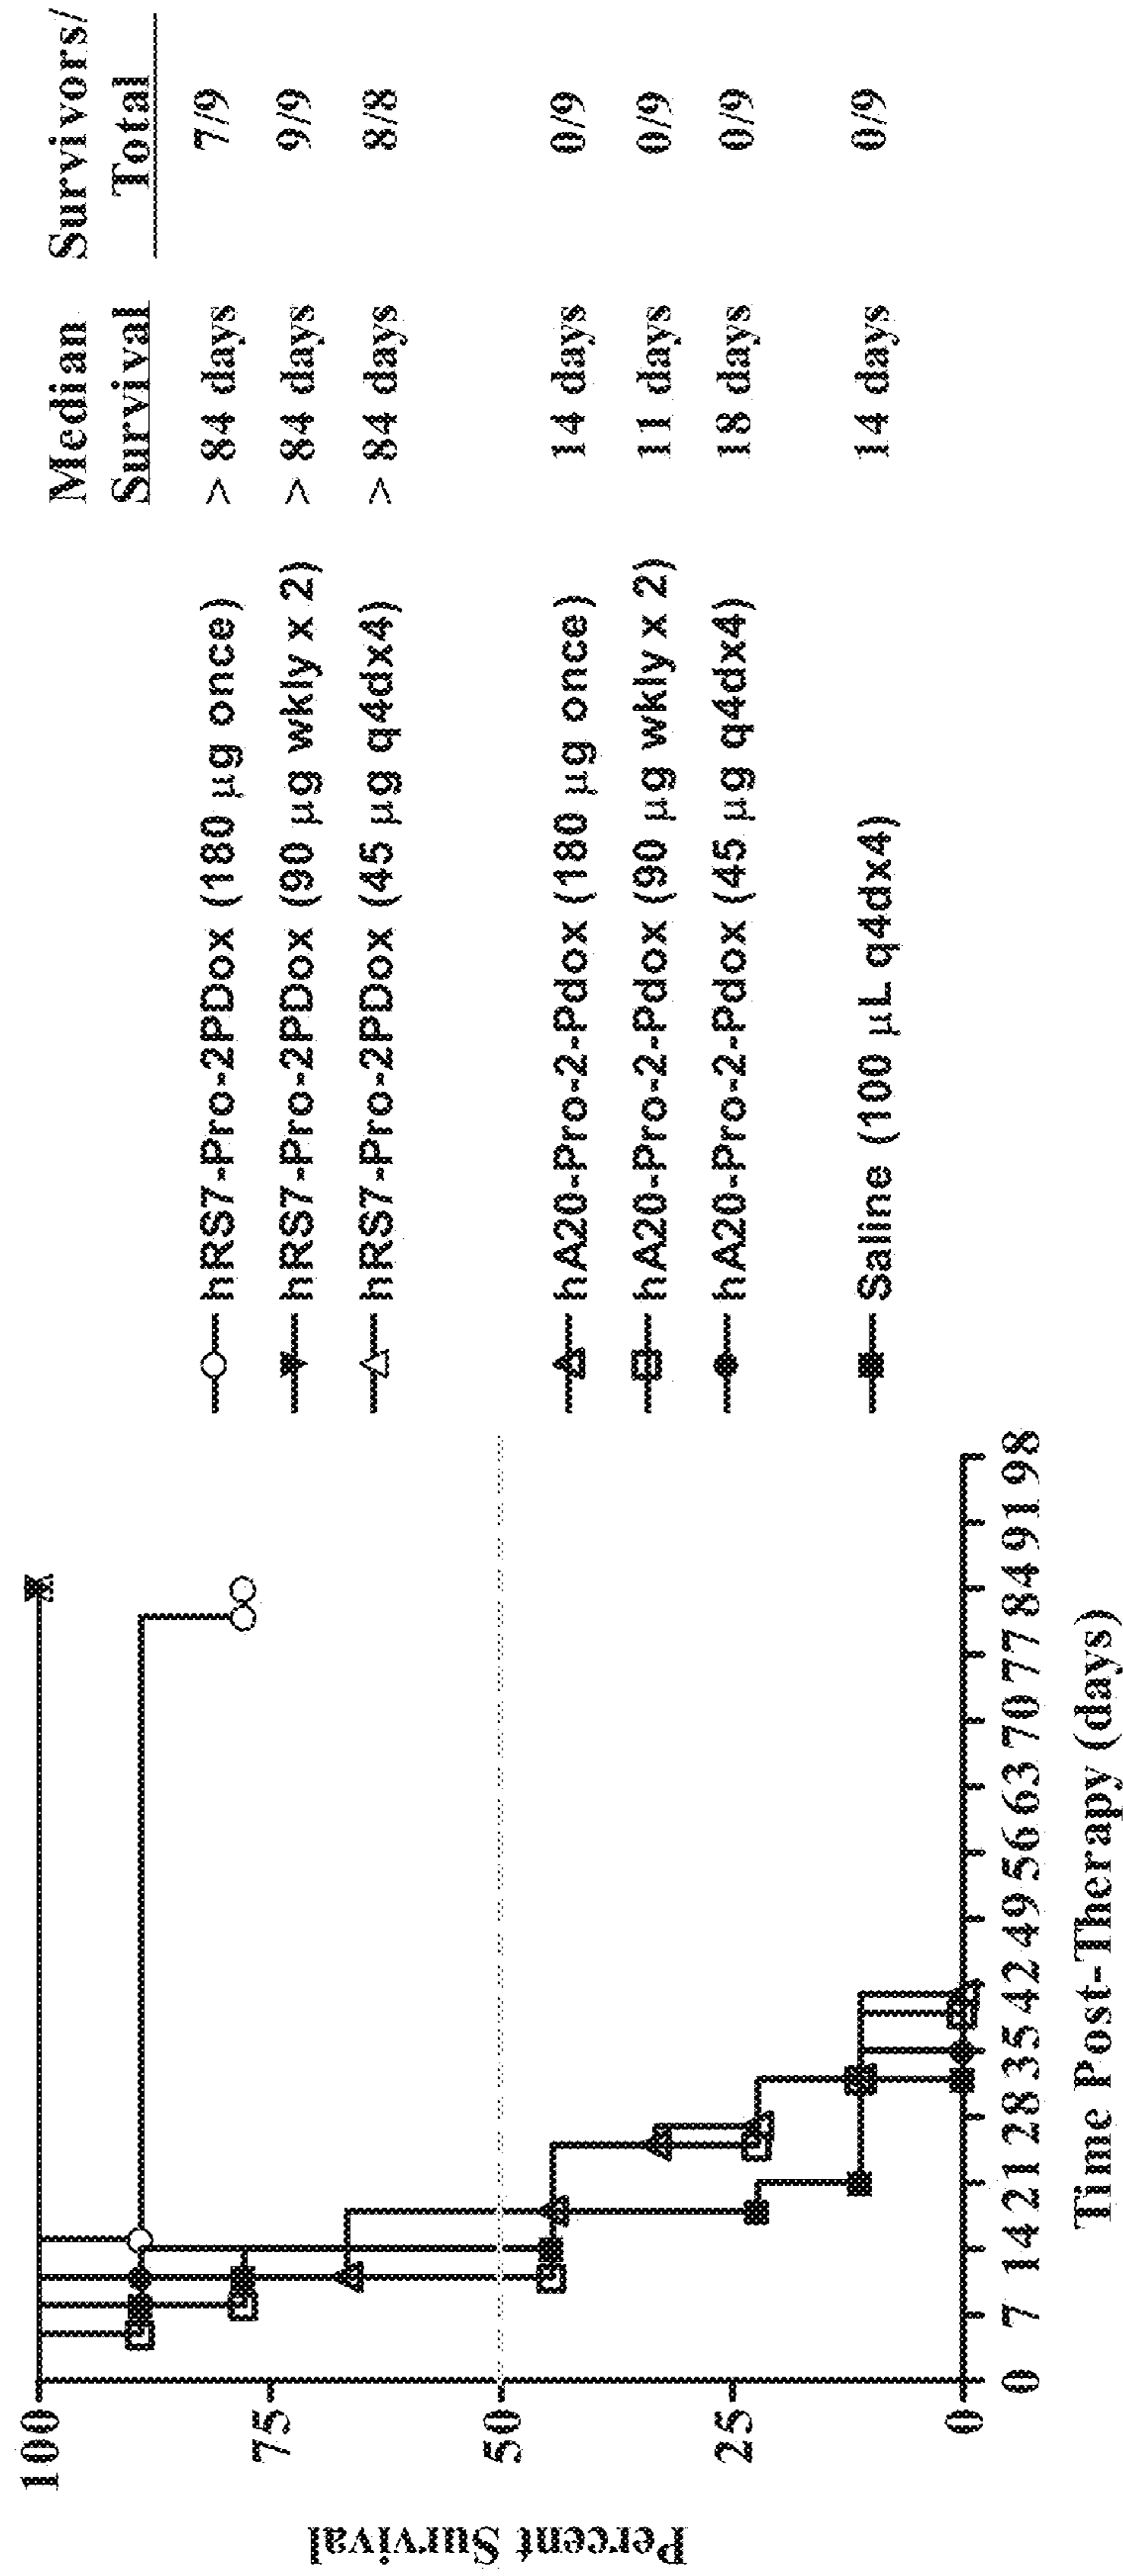 Median Survivors/
Survival Total
hRS7-Pro-2PDox (180 µg once) > 84 days 7/9
hRS7-Pro-2PDox (90 µg wkly x 2) > 84 days 9/9
hRS7-Pro-2PDox (45 µg q4dx4) > 84 days 8/8
hA20-Pro-2-Pdox (180 µg once) 14 days 0/9
hA20-Pro-2-Pdox (90 µg wkly x 2) 11 days 0/9
hA20-Pro-2-Pdox (45 µg q4dx4) 18 days 0/9
Saline (100 µL q4dx4) 14 days 0/9
Percent Survival
100
75
50
25
0
0 7 14 21 28 35 42 49 56 63 70 77 84 91 98
Time Post-Therapy (days)